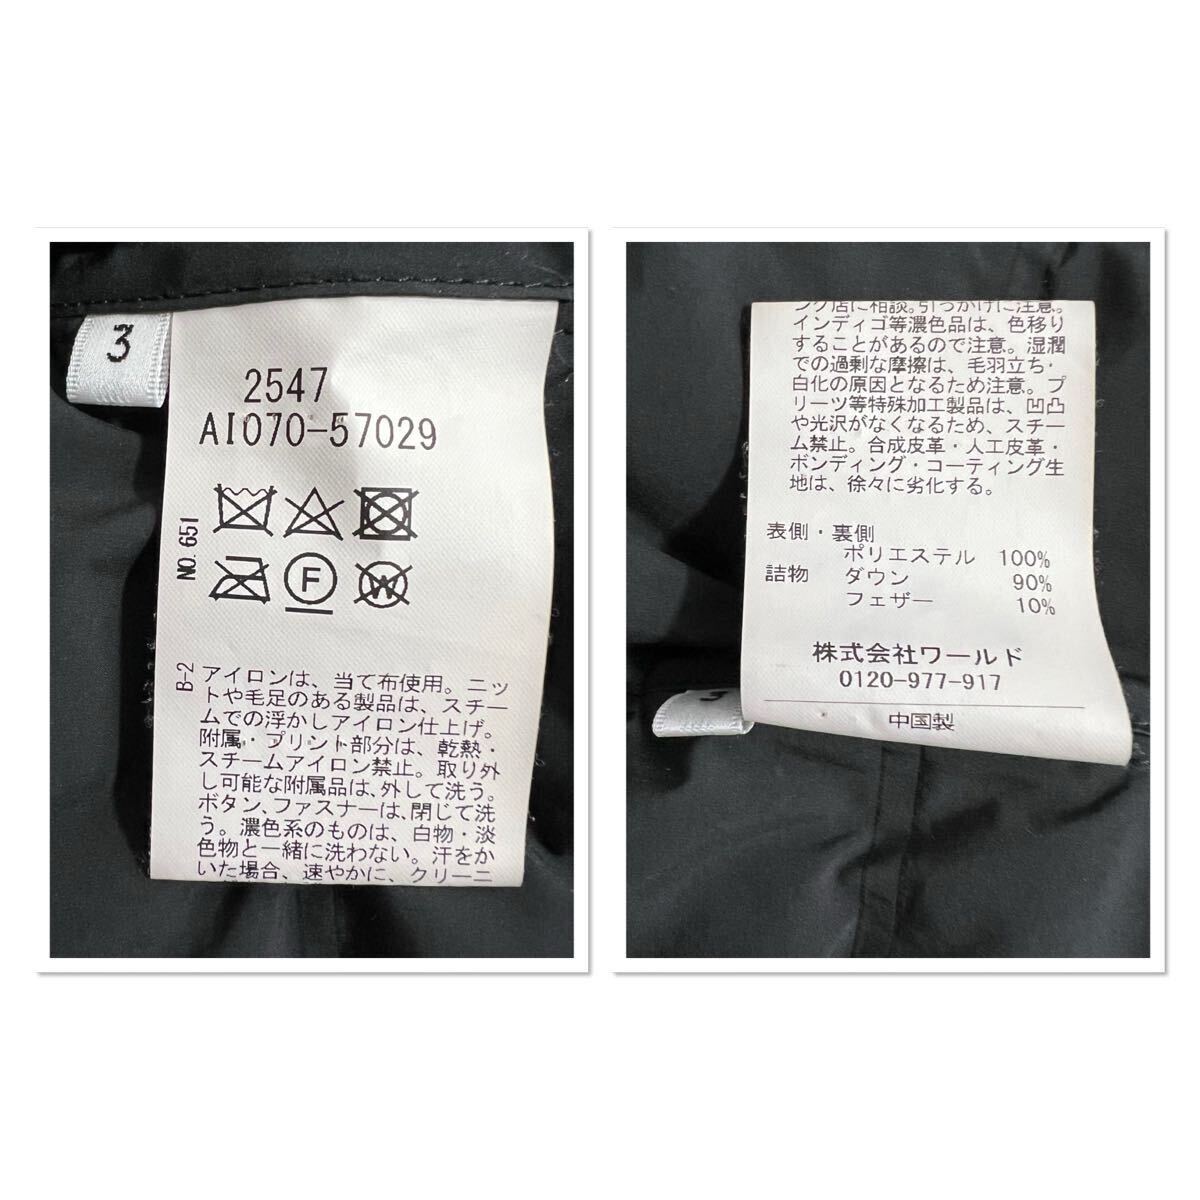 3
2547
AI070-57029
NO.651
F
W
B-2
アイロンは、当て布使用。ニッ
トや毛足のある製品は、スチー
ムでの浮かしアイロン仕上げ。
附属・プリント部分は、乾熱・
スチームアイロン禁止。取り外
し可能な附属品は、外して洗う。
ボタン、ファスナーは、閉じて洗
う。濃色系のものは、白物・淡
色物と一緒に洗わない。汗をか
いた場合、速やかに、クリーニ
ング店に相談。引っかけに注意。
インディゴ等濃色品は、色移り
することがあるので注意。湿潤
での過剰な摩擦は、毛羽立ち・
白化の原因となるため注意。プ
リーツ等特殊加工製品は、凹凸
や光沢がなくなるため、スチー
ム禁止。合成皮革・人工皮革・
ボンディング・コーティング生
地は、徐々に劣化する。
表側・裏側
ポリエステル 100%
詰物 ダウン 90%
フェザー 10%
株式会社ワールド
0120-977-917
中国製